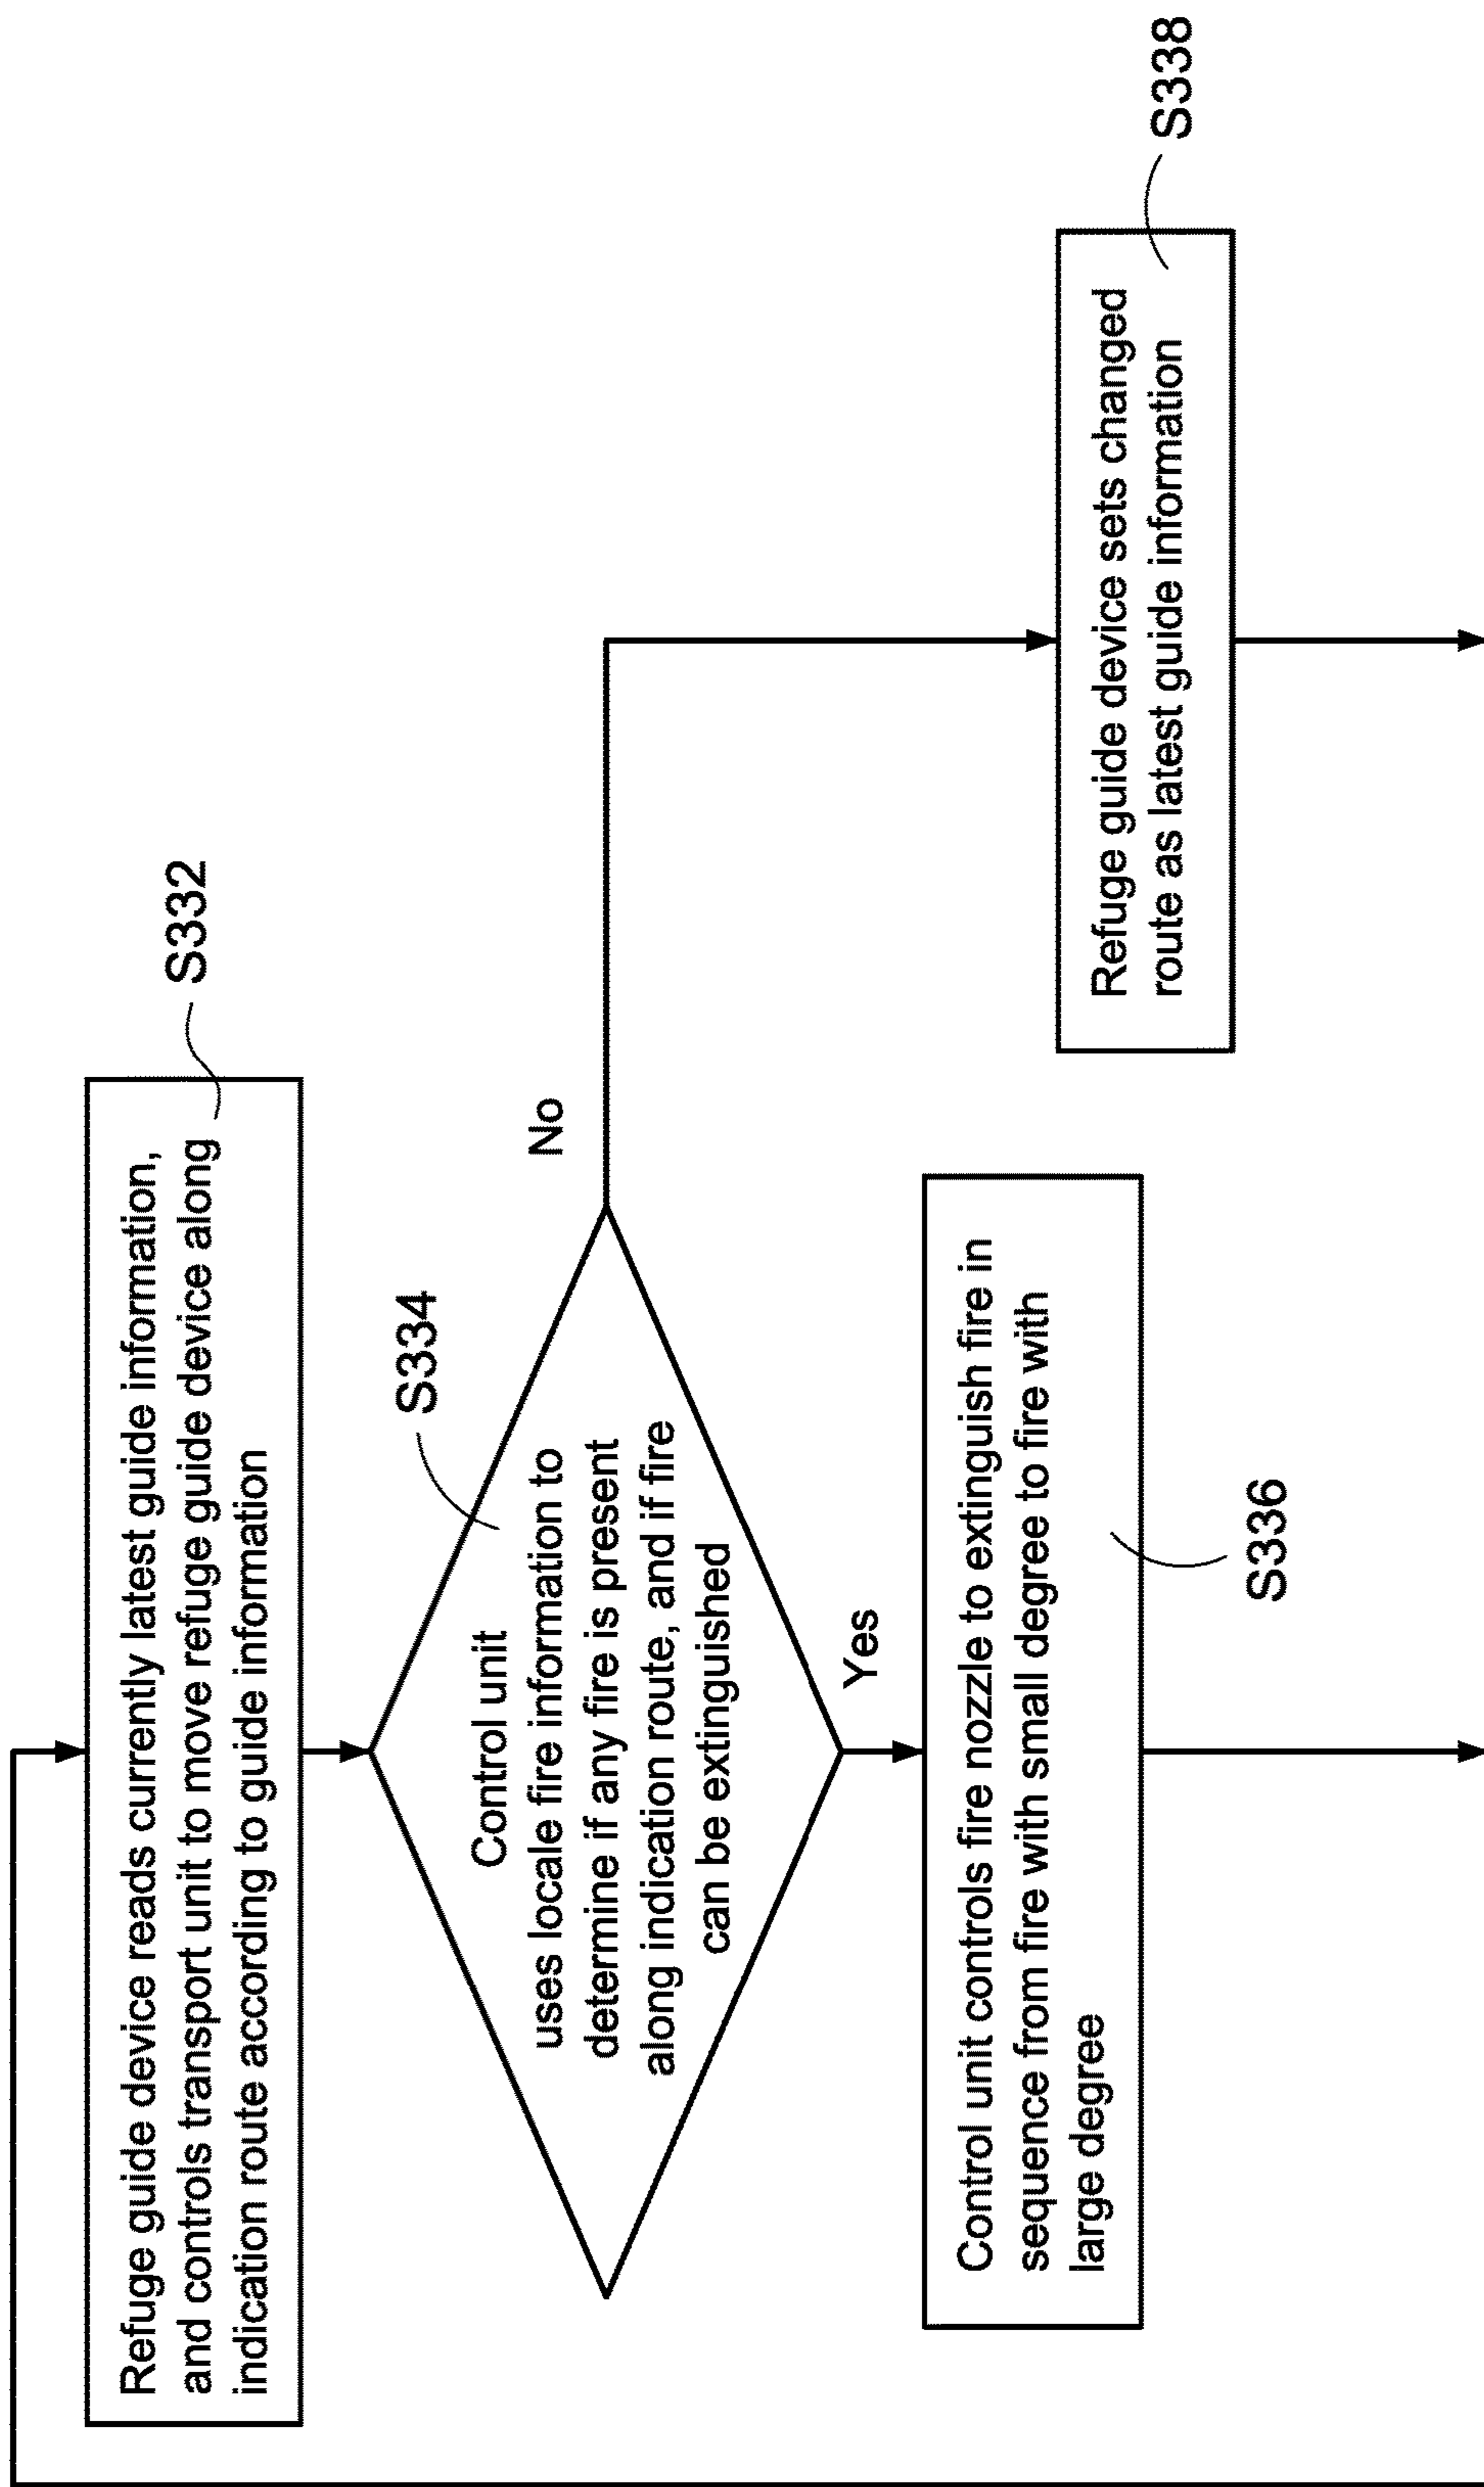 S332
Refuge guide device reads currently latest guide information,
and controls transport unit to move refuge guide device along
indication route according to guide information
S334
Control unit
uses locale fire information to
determine if any fire is present
along indication route, and if fire
can be extinguished
No
Yes
Control unit controls fire nozzle to extinguish fire in
sequence from fire with small degree to fire with
large degree
S336
Refuge guide device sets changed
route as latest guide information
S338